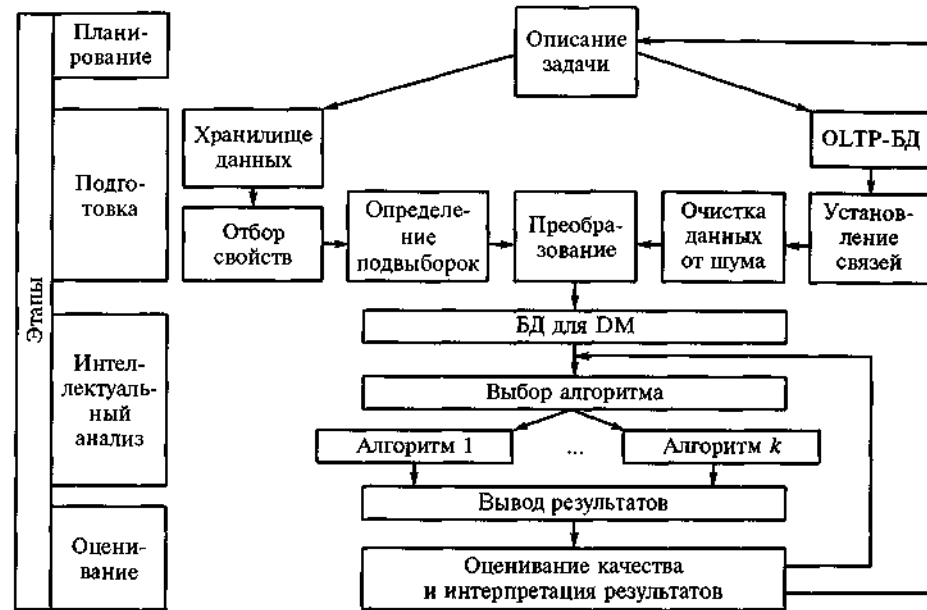 Этапы
Плани-
рование
Описание
задачи
Подго-
товка
Хранилище
данных
OLTP-БД
Отбор
свойств
Определе-
ние
подвыборок
Преобра-
зование
Очистка
данных
от шума
Установ-
ление
связей
Интел-
лектуаль-
ный
анализ
БД для DM
Выбор алгоритма
Алгоритм 1
...
Алгоритм k
Вывод результатов
Оцени-
вание
Оценивание качества
и интерпретация результатов